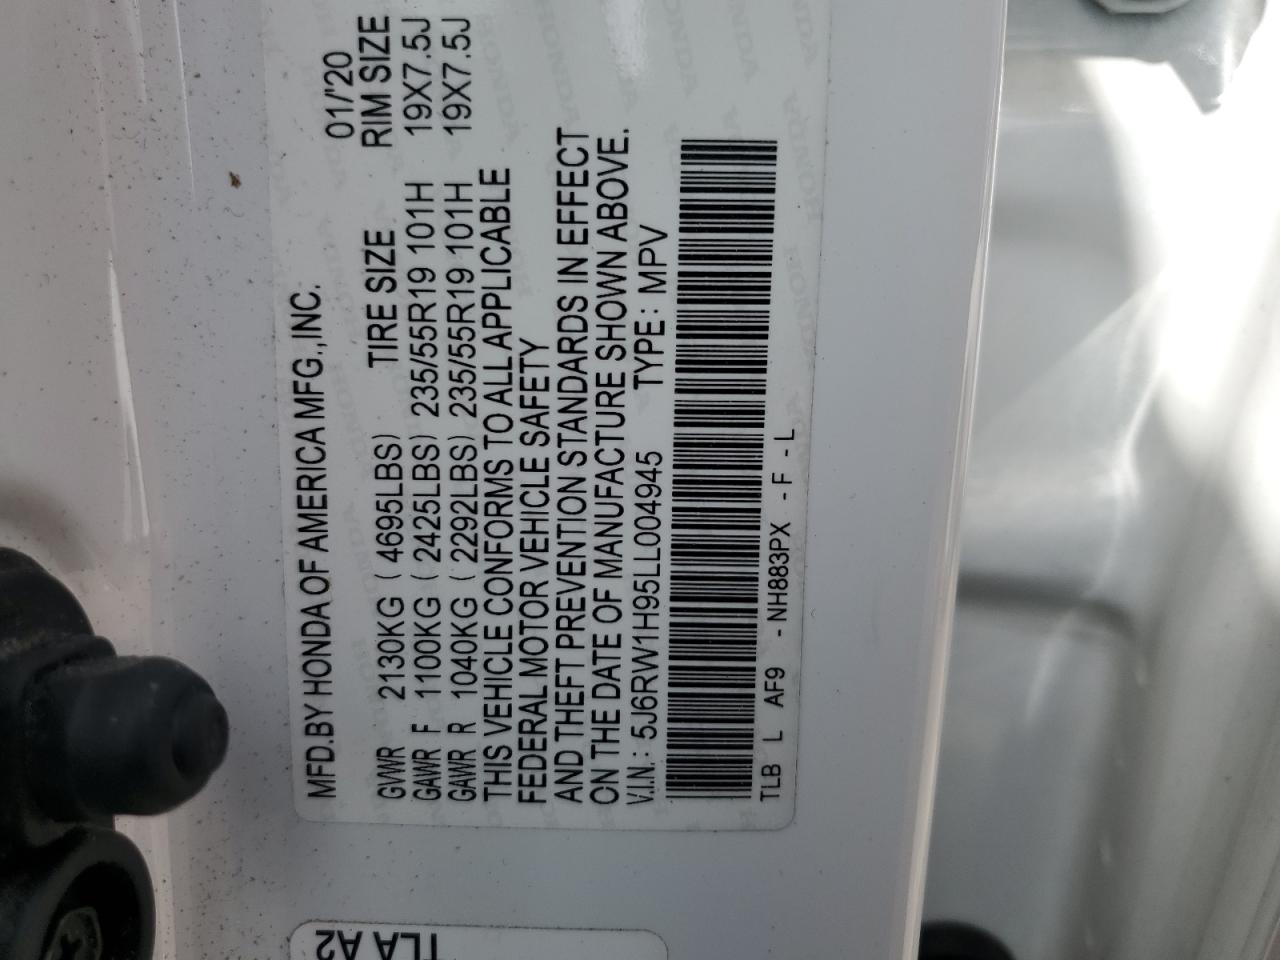 MFD.BY HONDA OF AMERICA MFG.,INC. 01/'20
GVWR 2130KG ( 4695LBS) TIRE SIZE RIM SIZE
GAWR F 1100KG ( 2425LBS) 235/55R19 101H 19X7.5J
GAWR R 1040KG ( 2292LBS) 235/55R19 101H 19X7.5J
THIS VEHICLE CONFORMS TO ALL APPLICABLE
FEDERAL MOTOR VEHICLE SAFETY
AND THEFT PREVENTION STANDARDS IN EFFECT
ON THE DATE OF MANUFACTURE SHOWN ABOVE.
V.I.N.: 5J6RW1H95LL004945 TYPE: MPV
TLB L AF9 - NH883PX - F - L
TLA A2